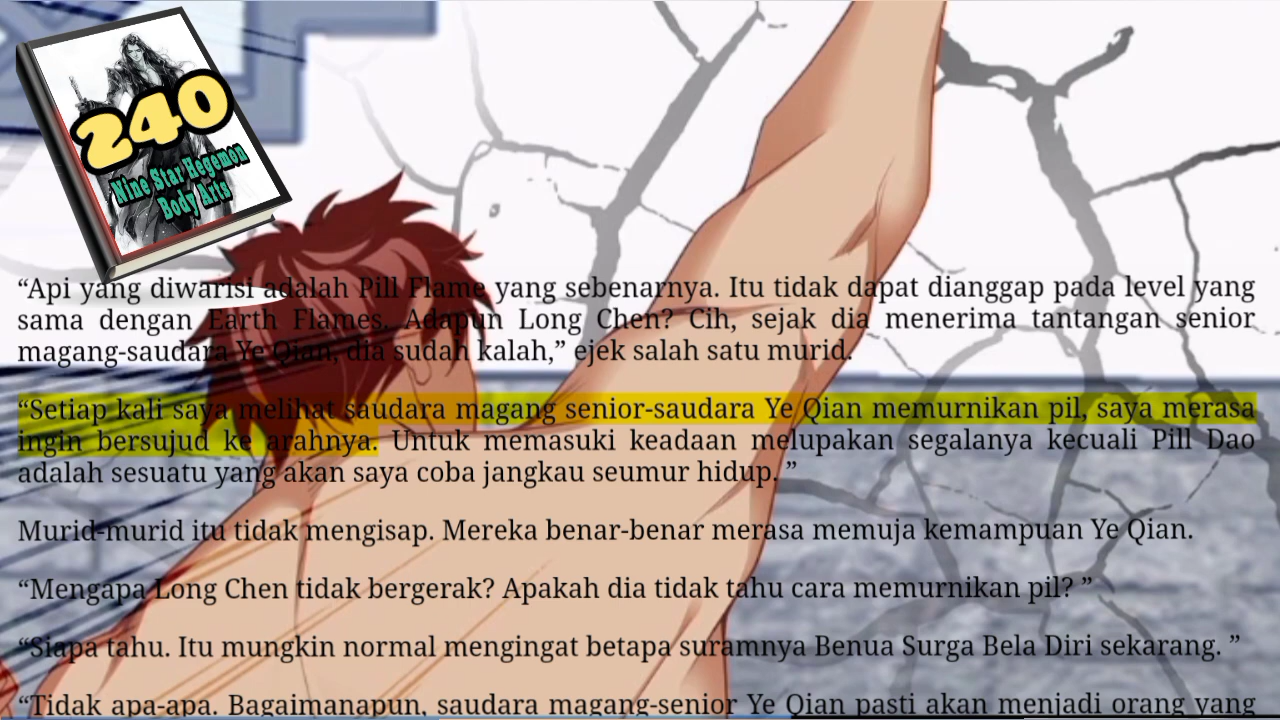 240
Nine Star Hegemon
Body Arts
“Api yang diwarisi adalah Pill Flame yang sebenarnya. Itu tidak dapat dianggap pada level yang
sama dengan Earth Flames. Adapun Long Chen? Cih, sejak dia menerima tantangan senior
magang-saudara Ye Qian, dia sudah kalah,” ejek salah satu murid.
“Setiap kali saya melihat saudara magang senior-saudara Ye Qian memurnikan pil, saya merasa
ingin bersujud ke arahnya. Untuk memasuki keadaan melupakan segalanya kecuali Pill Dao
adalah sesuatu yang akan saya coba jangkau seumur hidup. ”
Murid-murid itu tidak mengisap. Mereka benar-benar merasa memuja kemampuan Ye Qian.
“Mengapa Long Chen tidak bergerak? Apakah dia tidak tahu cara memurnikan pil? ”
“Siapa tahu. Itu mungkin normal mengingat betapa suramnya Benua Surga Bela Diri sekarang. ”
“Tidak apa-apa. Bagaimanapun, saudara magang-senior Ye Qian pasti akan menjadi orang yang